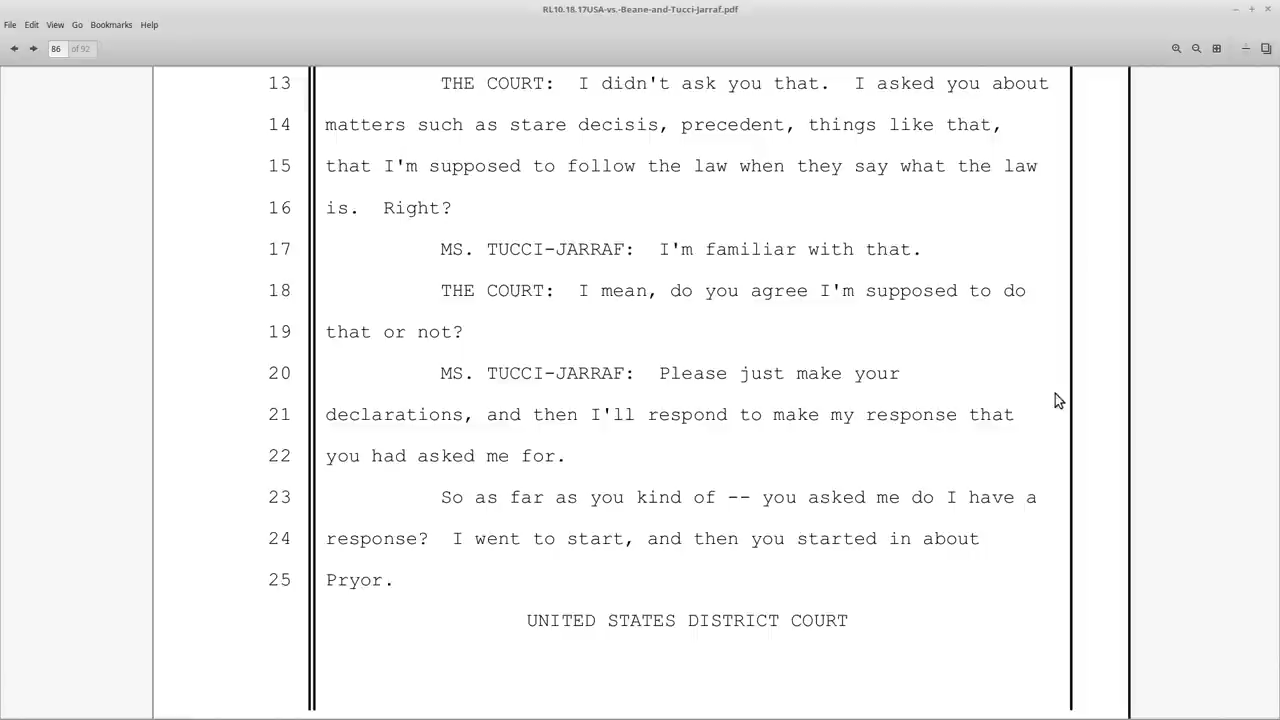 RL10.18.17USA-vs.-Beane-and-Tucci-Jarraf.pdf
File Edit View Go Bookmarks Help
86 of 92
13 THE COURT: I didn't ask you that. I asked you about
14 matters such as stare decisis, precedent, things like that,
15 that I'm supposed to follow the law when they say what the law
16 is. Right?
17 MS. TUCCI-JARRAF: I'm familiar with that.
18 THE COURT: I mean, do you agree I'm supposed to do
19 that or not?
20 MS. TUCCI-JARRAF: Please just make your
21 declarations, and then I'll respond to make my response that
22 you had asked me for.
23 So as far as you kind of -- you asked me do I have a
24 response? I went to start, and then you started in about
25 Pryor.
UNITED STATES DISTRICT COURT